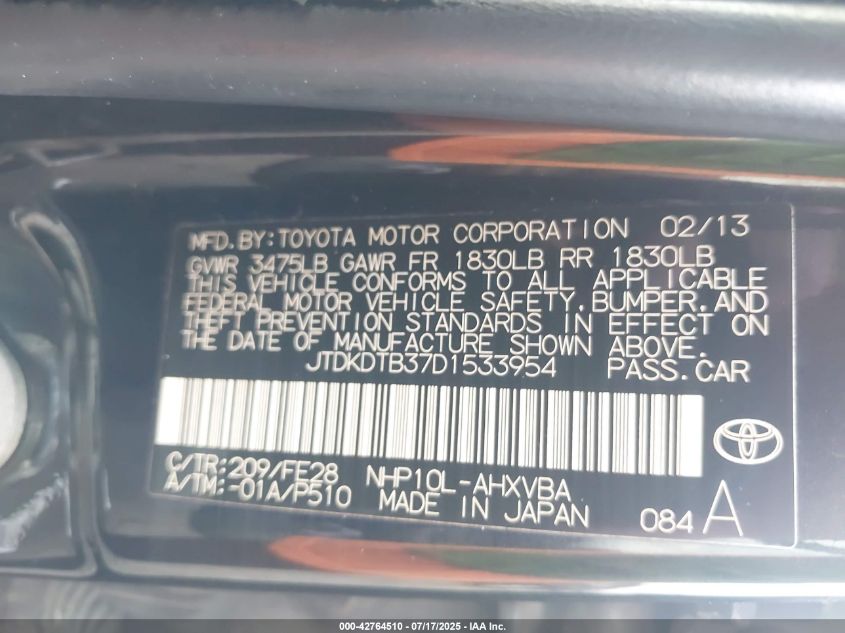 MFD.BY:TOYOTA MOTOR CORPORATION 02/13
GVWR 3475LB GAWR FR 1830LB RR 1830LB
THIS VEHICLE CONFORMS TO ALL APPLICABLE
FEDERAL MOTOR VEHICLE SAFETY,BUMPER,AND
THEFT PREVENTION STANDARDS IN EFFECT ON
THE DATE OF MANUFACTURE SHOWN ABOVE.
JTDKDTB37D1533954 PASS.CAR
C/TR:209/FE28 NHP10L-AHXVBA
A/TM:-01A/P510 MADE IN JAPAN 084 A
000-42764510 - 07/17/2025 - IAA Inc.